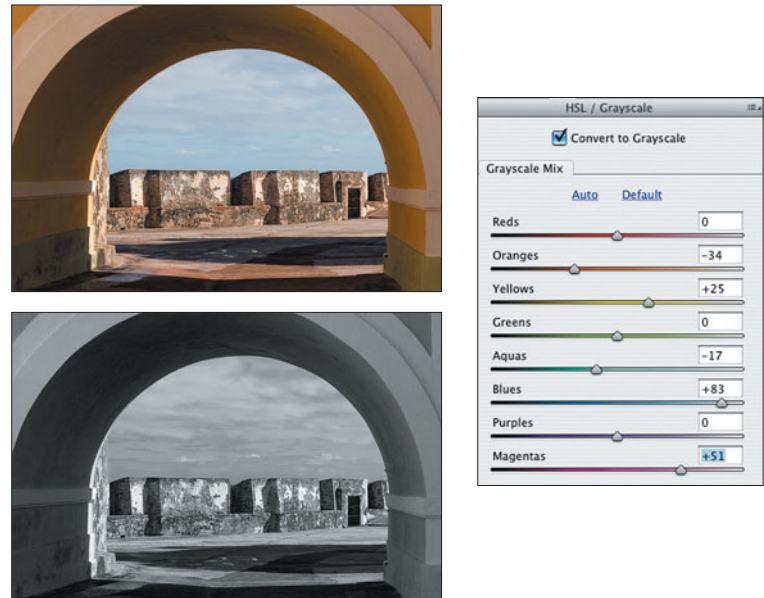 HSL / Grayscale
Convert to Grayscale
Grayscale Mix
Auto Default
Reds 0
Oranges -34
Yellows +25
Greens 0
Aquas -17
Blues +83
Purples 0
Magentas +51